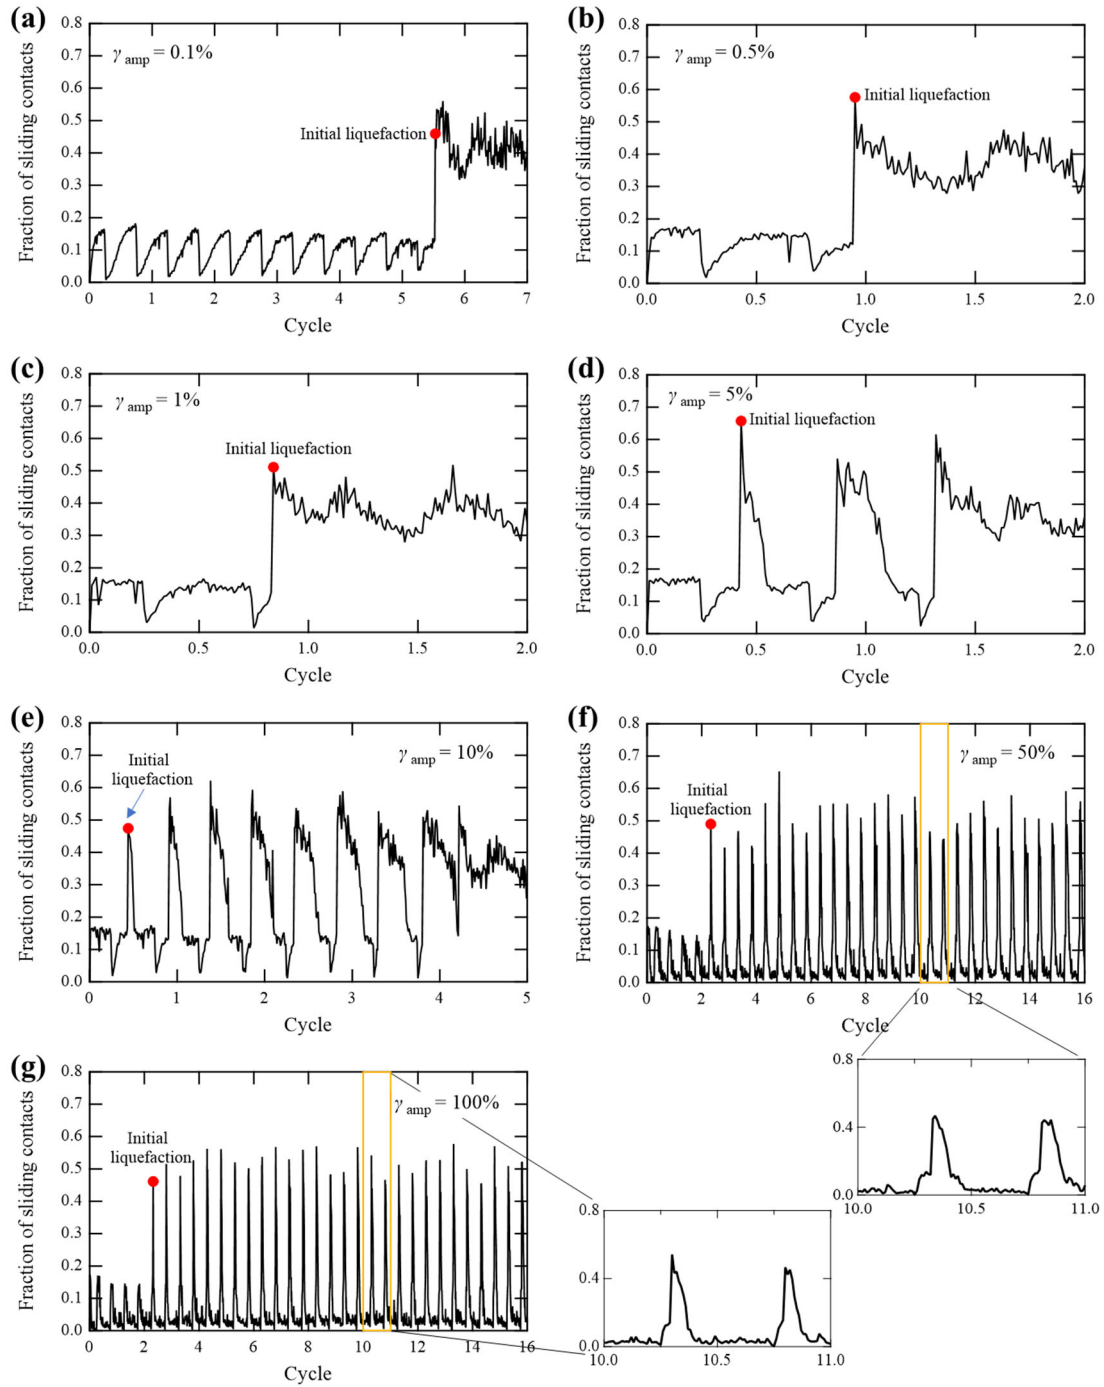 (a)
0.8
0.7
0.6
0.5
0.4
0.3
0.2
0.1
0.0
Fraction of sliding contacts
γ amp = 0.1%
Initial liquefaction
0 1 2 3 4 5 6 7
Cycle
(b)
0.8
0.7
0.6
0.5
0.4
0.3
0.2
0.1
0.0
Fraction of sliding contacts
γ amp = 0.5%
Initial liquefaction
0.0 0.5 1.0 1.5 2.0
Cycle
(c)
0.8
0.7
0.6
0.5
0.4
0.3
0.2
0.1
0.0
Fraction of sliding contacts
γ amp = 1%
Initial liquefaction
0.0 0.5 1.0 1.5 2.0
Cycle
(d)
0.8
0.7
0.6
0.5
0.4
0.3
0.2
0.1
0.0
Fraction of sliding contacts
γ amp = 5%
Initial liquefaction
0.0 0.5 1.0 1.5 2.0
Cycle
(e)
0.8
0.7
0.6
0.5
0.4
0.3
0.2
0.1
0.0
Fraction of sliding contacts
γ amp = 10%
Initial
liquefaction
0 1 2 3 4 5
Cycle
(f)
0.8
0.7
0.6
0.5
0.4
0.3
0.2
0.1
0.0
Fraction of sliding contacts
γ amp = 50%
Initial
liquefaction
0 2 4 6 8 10 12 14 16
Cycle
0.8
0.4
0.0
10.0 10.5 11.0
(g)
0.8
0.7
0.6
0.5
0.4
0.3
0.2
0.1
0.0
Fraction of sliding contacts
γ amp = 100%
Initial
liquefaction
0 2 4 6 8 10 12 14 16
Cycle
0.8
0.4
0.0
10.0 10.5 11.0